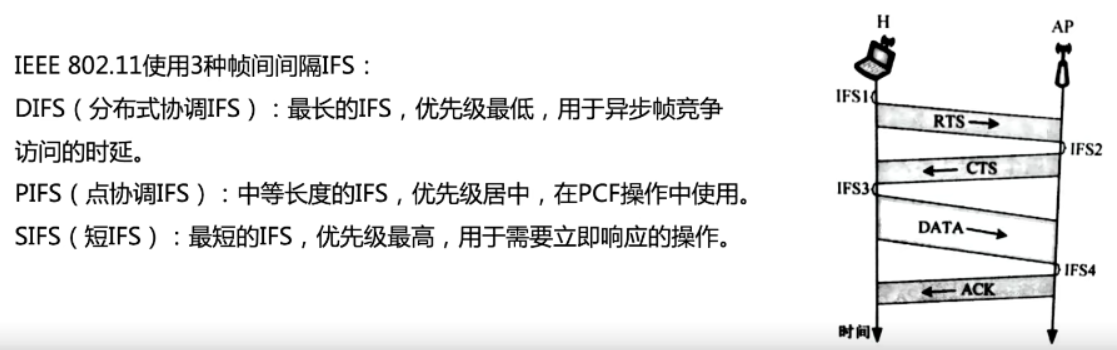 IEEE 802.11使用3种帧间间隔IFS：
DIFS（分布式协调IFS）：最长的IFS，优先级最低，用于异步帧竞争
访问的时延。
PIFS（点协调IFS）：中等长度的IFS，优先级居中，在PCF操作中使用。
SIFS（短IFS）：最短的IFS，优先级最高，用于需要立即响应的操作。
H
AP
IFS1
RTS
IFS2
CTS
IFS3
DATA
IFS4
ACK
时间